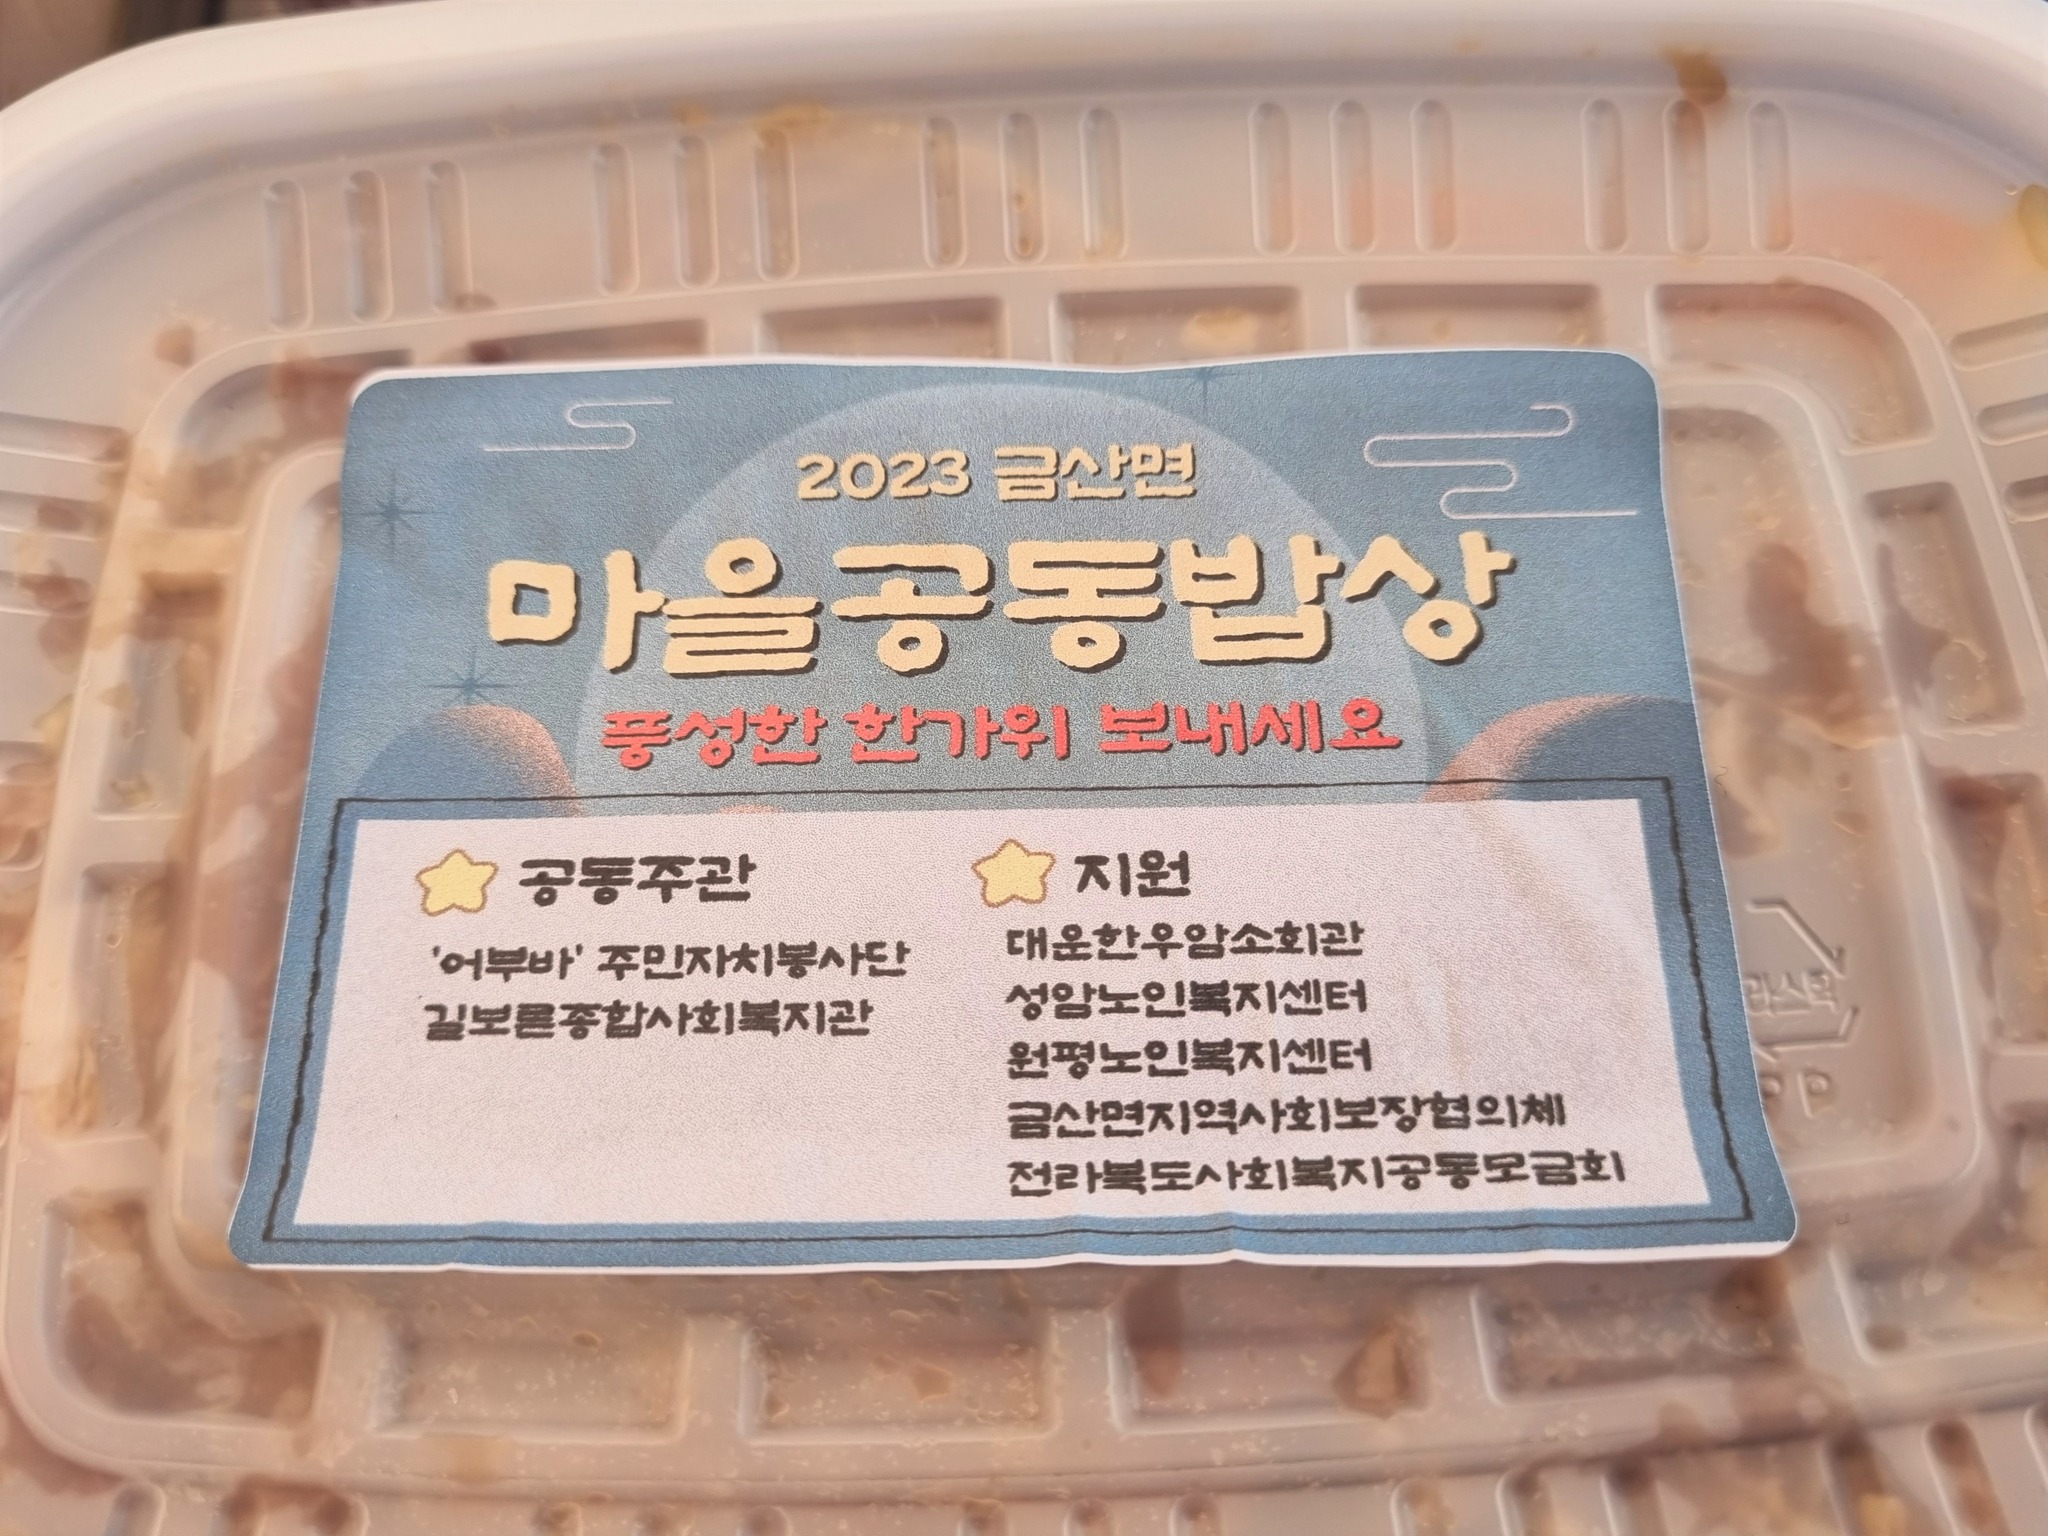 2023 금산면
마을공동밥상
풍성한 한가위 보내세요
공동주관
'어부바' 주민자치봉사단
길보른종합사회복지관
지원
대운한우암소회관
성암노인복지센터
원평노인복지센터
금산면지역사회보장협의체
전라북도사회복지공동모금회